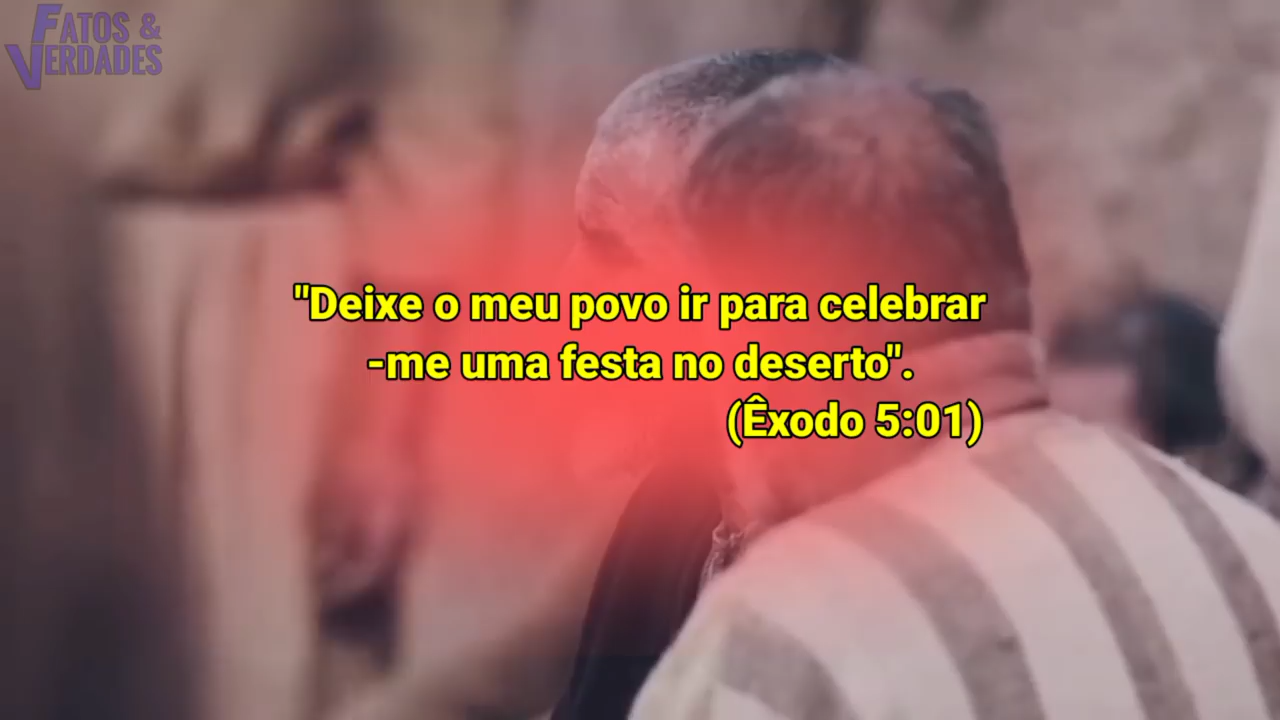 FATOS &
VERDADES
"Deixe o meu povo ir para celebrar
-me uma festa no deserto".
(Êxodo 5:01)